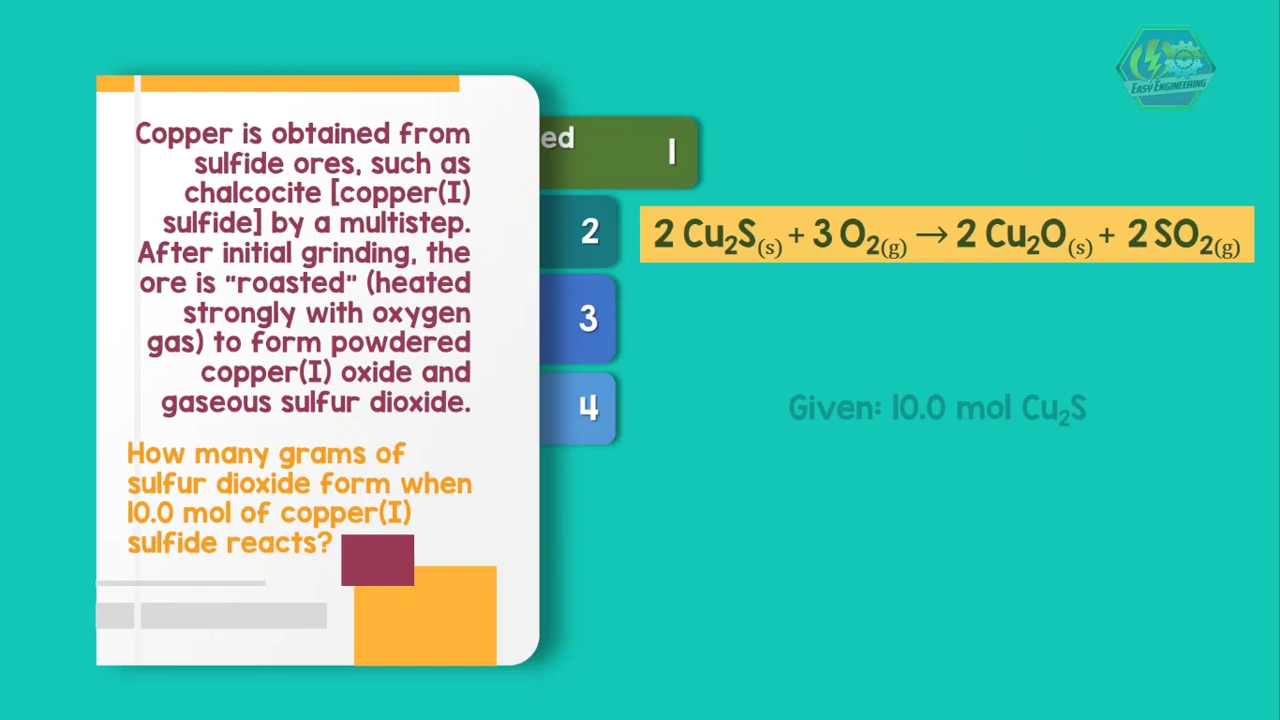 EASY ENGINEERING
Copper is obtained from
sulfide ores, such as
chalcocite [copper(I)
sulfide] by a multistep.
After initial grinding, the
ore is "roasted" (heated
strongly with oxygen
gas) to form powdered
copper(I) oxide and
gaseous sulfur dioxide.
How many grams of
sulfur dioxide form when
10.0 mol of copper(I)
sulfide reacts?
ed
1
2
3
4
2 Cu₂S(s) + 3 O₂(g) → 2 Cu₂O(s) + 2 SO₂(g)
Given: 10.0 mol Cu₂S